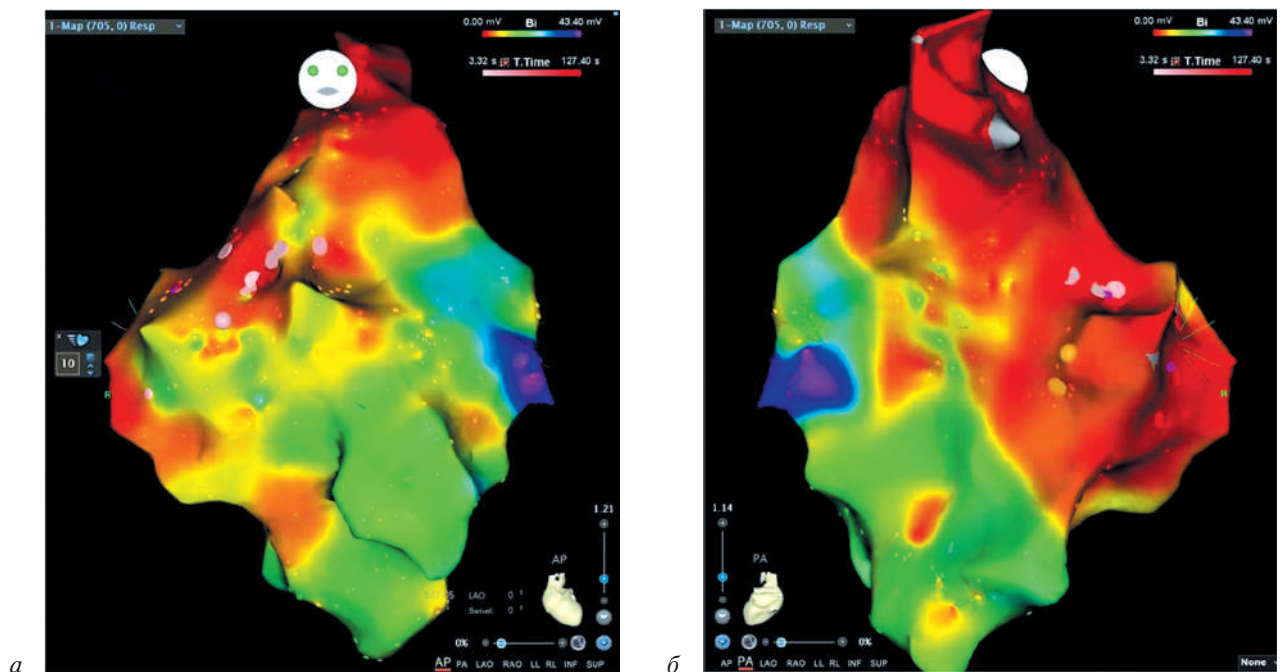 1-Map (705, 0) Resp
0.00 mV Bi 43.40 mV
3.32 s T.Time 127.40 s
10
R
1.21
AP
LAO: 0 °
Swivel: 0 °
0%
AP PA LAO RAO LL RL INF SUP
а
1-Map (705, 0) Resp
0.00 mV Bi 43.40 mV
3.32 s T.Time 127.40 s
R
1.14
PA
0%
AP PA LAO RAO LL RL INF SUP
None
б